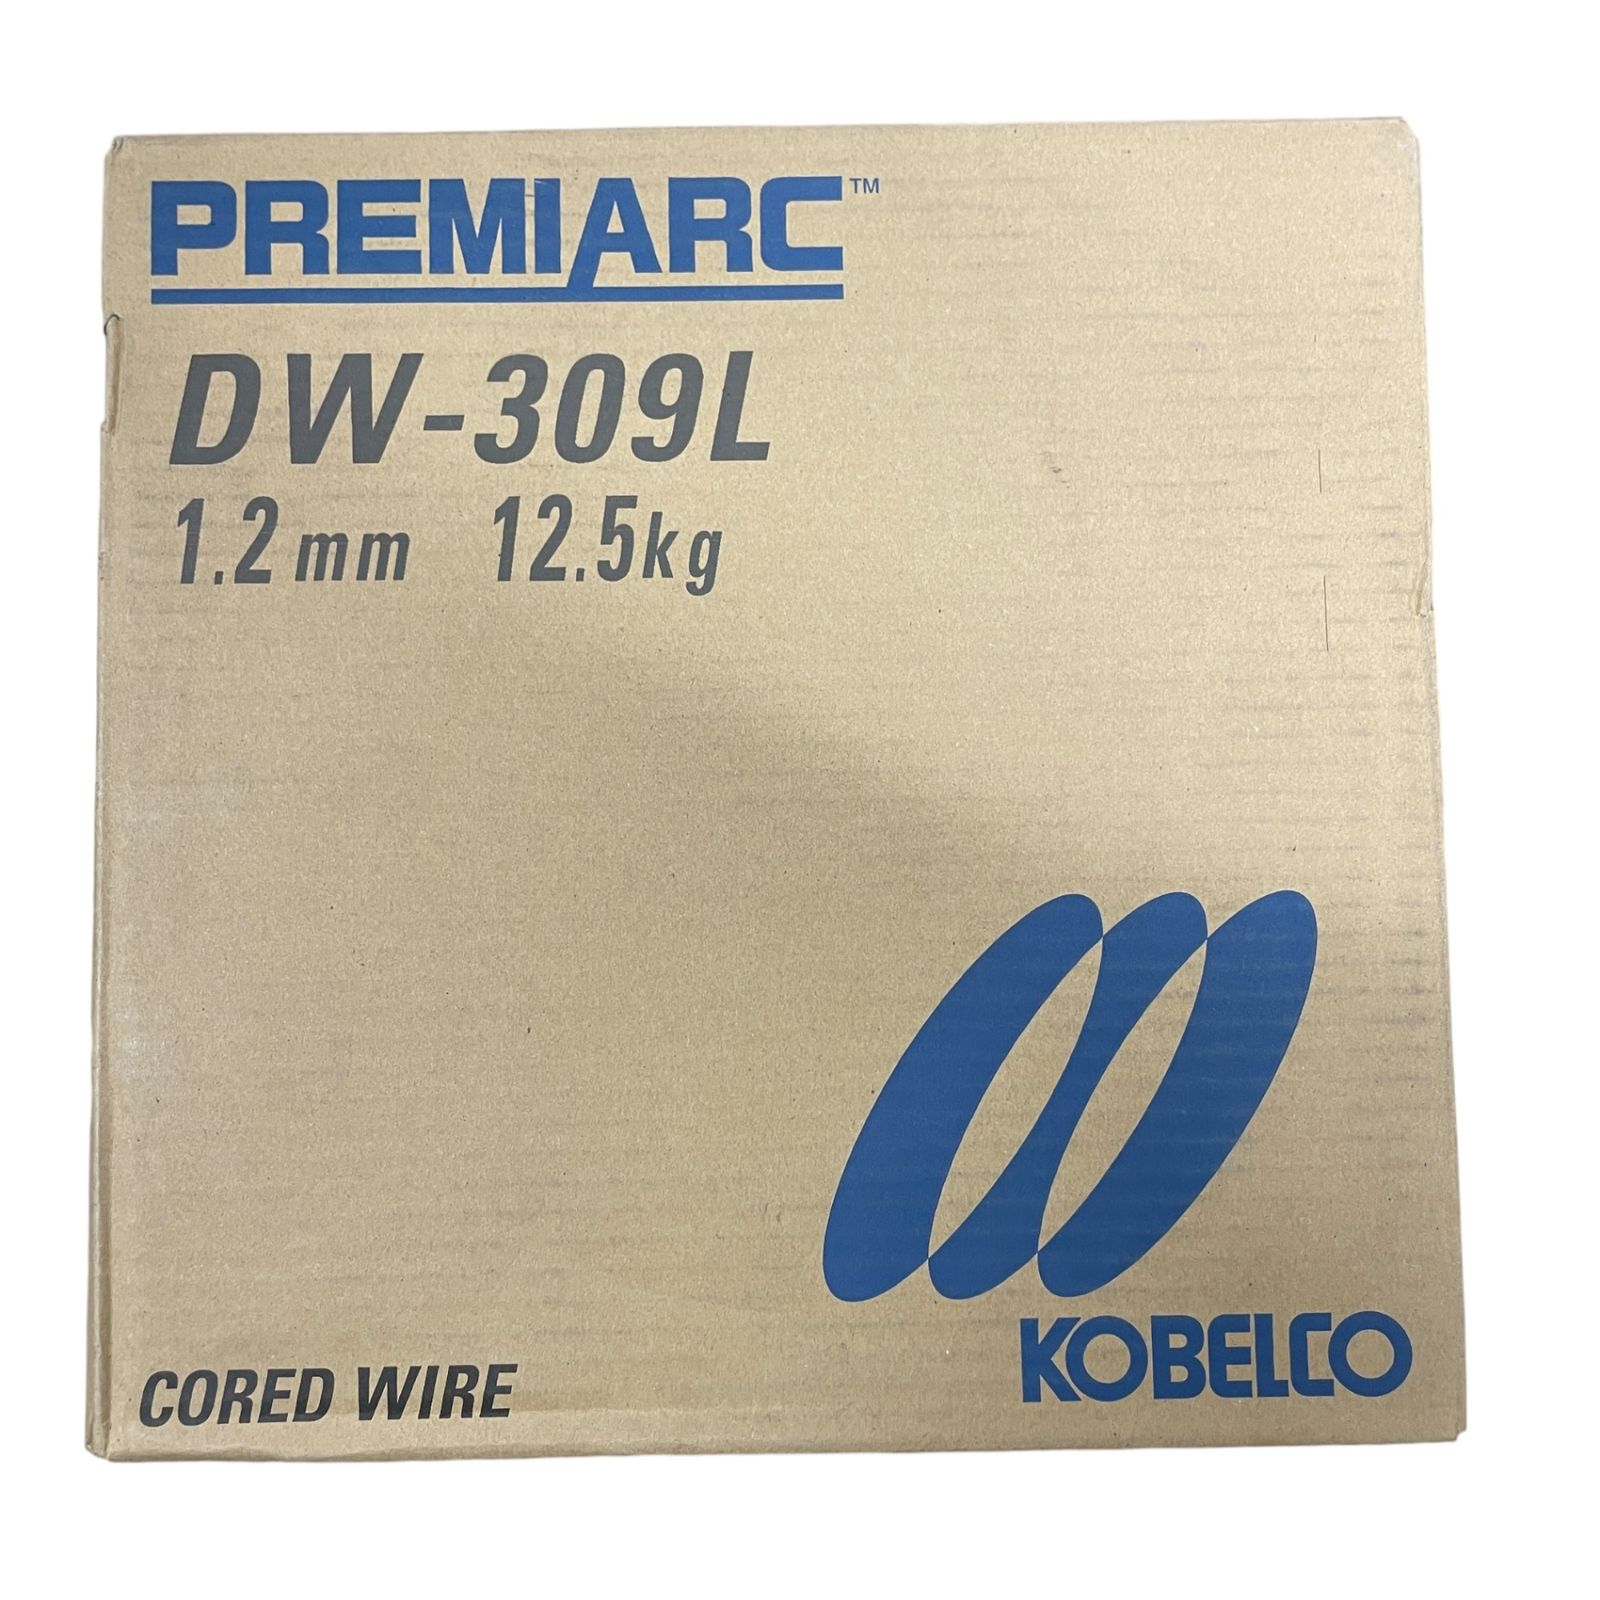 PREMIARC™
DW-309L
1.2mm 12.5kg
KOBELCO
CORED WIRE